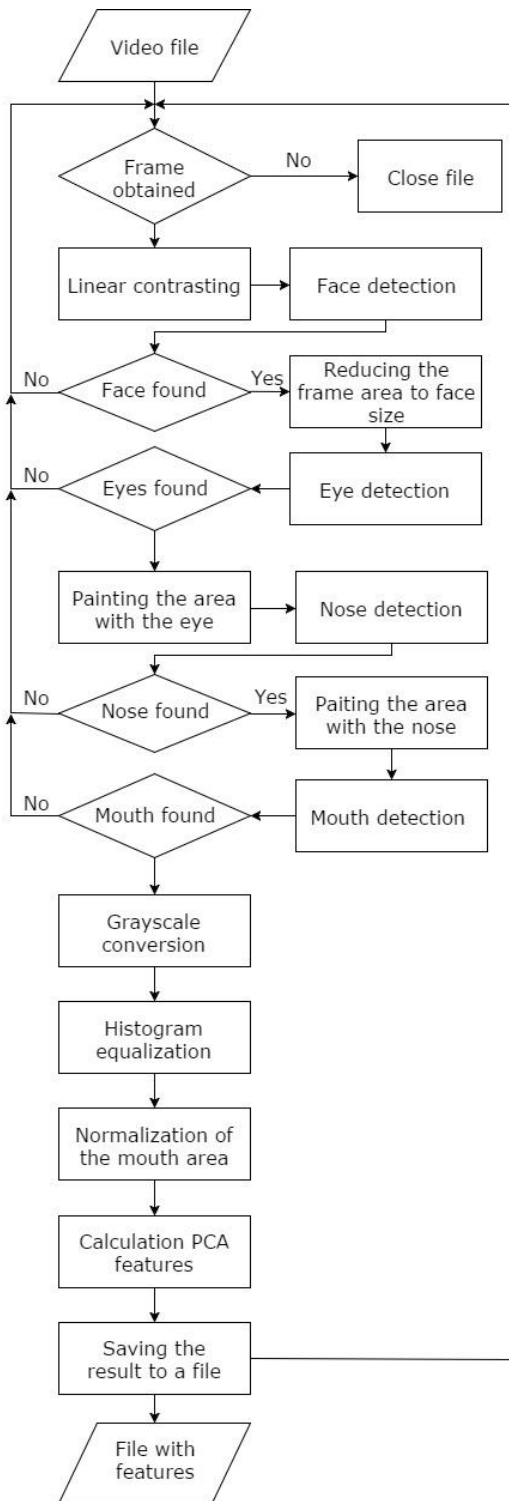 Video file
Frame
obtained
No
Close file
Linear contrasting
Face detection
No
Face found
Yes
Reducing the
frame area to face
size
No
Eyes found
Eye detection
Painting the area
with the eye
Nose detection
No
Nose found
Yes
Paiting the area
with the nose
No
Mouth found
Mouth detection
Grayscale
conversion
Histogram
equalization
Normalization of
the mouth area
Calculation PCA
features
Saving the
result to a file
File with
features